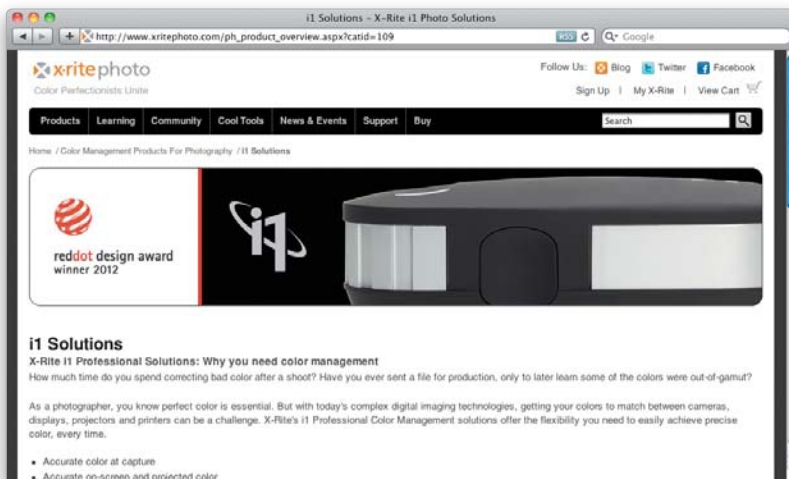 i1 Solutions – X-Rite i1 Photo Solutions
http://www.xritephoto.com/ph_product_overview.aspx?catid=109
RSS
Google
x·rite photo
Color Perfectionists Unite
Follow Us: Blog Twitter Facebook
Sign Up | My X-Rite | View Cart
Products Learning Community Cool Tools News & Events Support Buy
Search
Home / Color Management Products For Photography / i1 Solutions
reddot design award
winner 2012
i1
i1 Solutions
X-Rite i1 Professional Solutions: Why you need color management
How much time do you spend correcting bad color after a shoot? Have you ever sent a file for production, only to later learn some of the colors were out-of-gamut?
As a photographer, you know perfect color is essential. But with today's complex digital imaging technologies, getting your colors to match between cameras,
displays, projectors and printers can be a challenge. X-Rite's i1 Professional Color Management solutions offer the flexibility you need to easily achieve precise
color, every time.
• Accurate color at capture
• Accurate on-screen and projected color